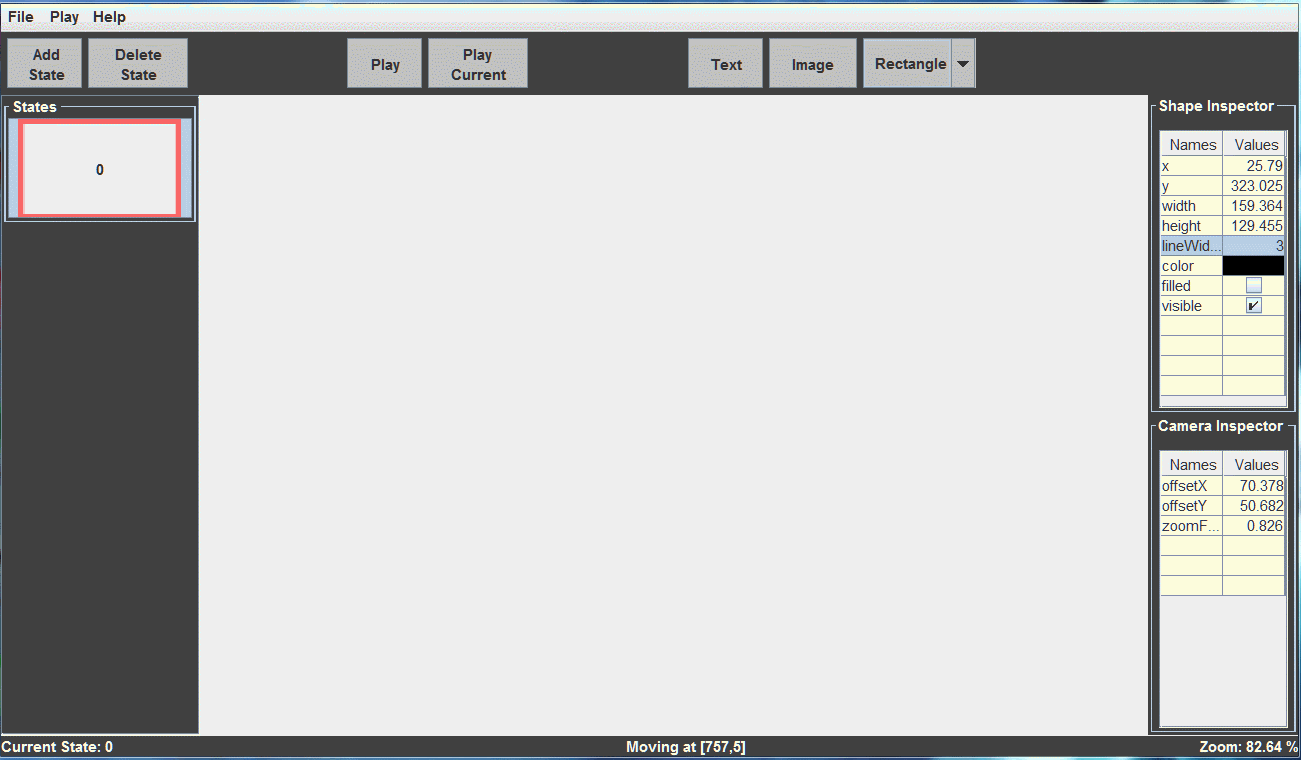 File Play Help
Add State
Delete State
Play
Play Current
Text
Image
Rectangle
States
0
Shape Inspector
Names Values
x 25.79
y 323.025
width 159.364
height 129.455
lineWid... 3
color
filled
visible
Camera Inspector
Names Values
offsetX 70.378
offsetY 50.682
zoomF... 0.826
Current State: 0 Moving at [757,5] Zoom: 82.64 %